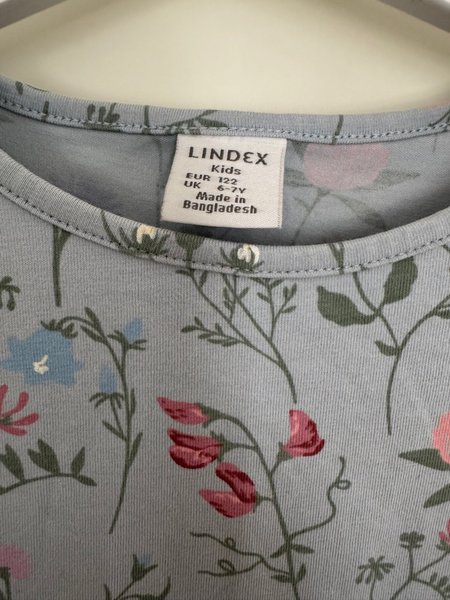 LINDEX
Kids
EUR 122
UK 6-7Y
Made in
Bangladesh